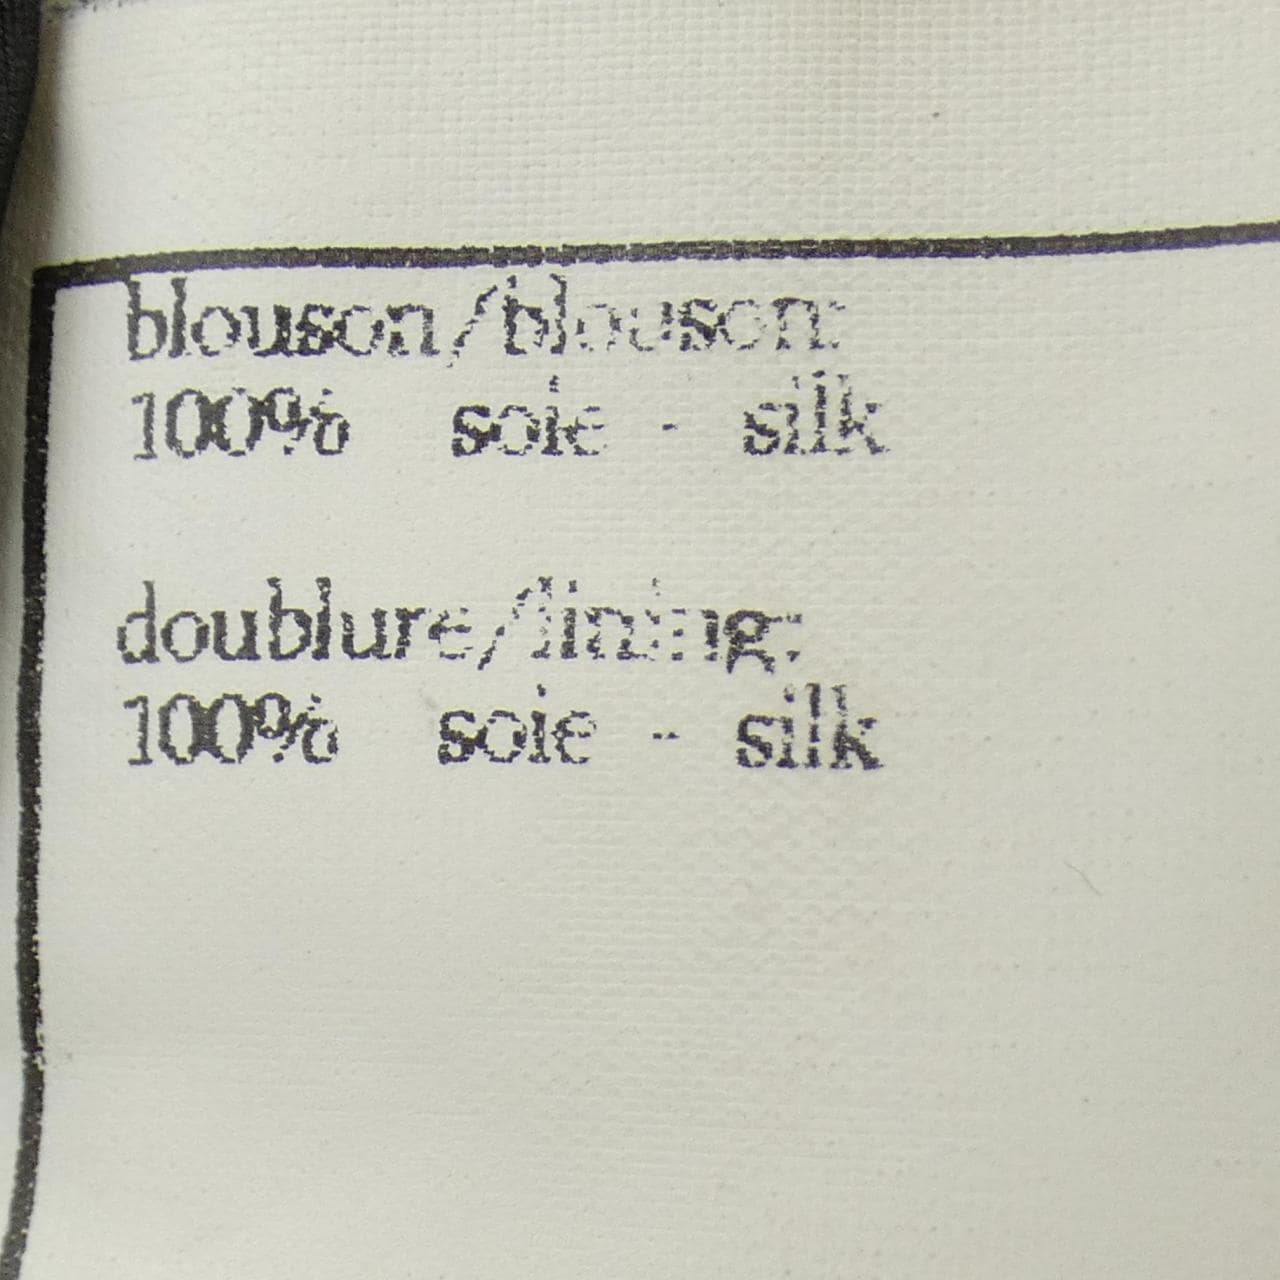 blouson/blouson:
100% soie - silk
doublure/lining:
100% soie - silk